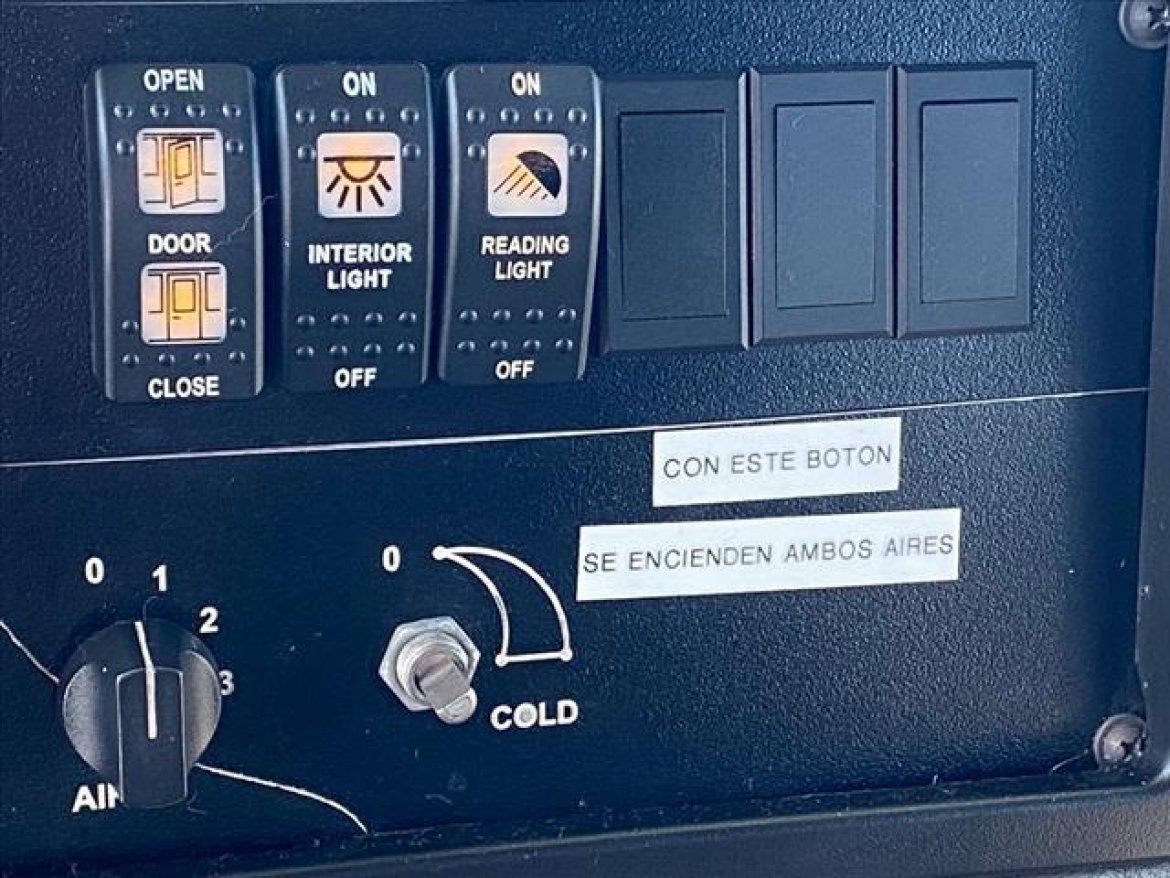 OPEN
DOOR
CLOSE
ON
INTERIOR
LIGHT
OFF
ON
READING
LIGHT
OFF
CON ESTE BOTON
SE ENCIENDEN AMBOS AIRES
0
1
2
3
0
COLD